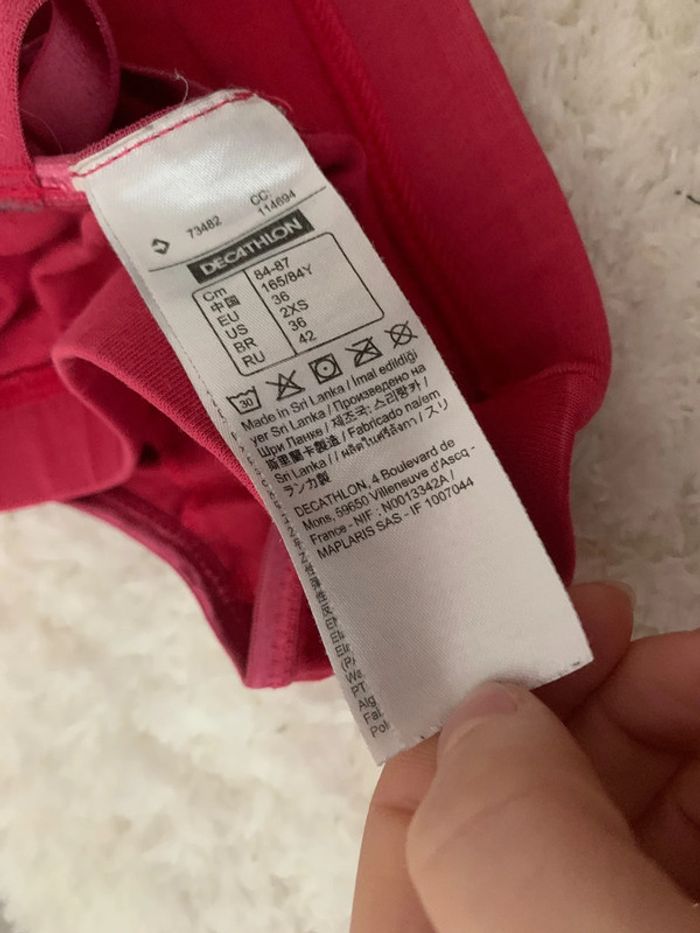 73482
CC:
114694
DECATHLON
Cm 84-87
中国 165/84Y
EU 36
US 2XS
BR 36
RU 42
30
Made in Sri Lanka / İmal edildiği
yer Sri Lanka / Произведено на
Шри Ланке / 제조국: 스리랑카 /
斯里蘭卡製造 / Fabricado na/em
Sri Lanka / / ผลิตในศรีลังกา / スリ
ランカ製
DECATHLON, 4 Boulevard de
Mons, 59650 Villeneuve d'Ascq -
France - NIF : N0013342A /
MAPLARIS SAS - IF 1007044
PT
Alg
Pol